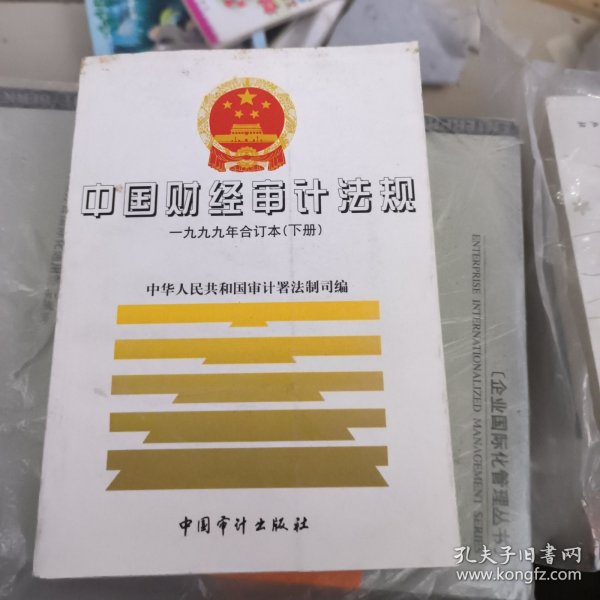 中国财经审计法规
一九九九年合订本(下册)
中华人民共和国审计署法制司编
中国审计出版社
ENTERPRISE INTERNATIONALIZED MANAGEMENT SERIE
〔企业国际化管理丛书
孔夫子旧书网
www.kongfz.com